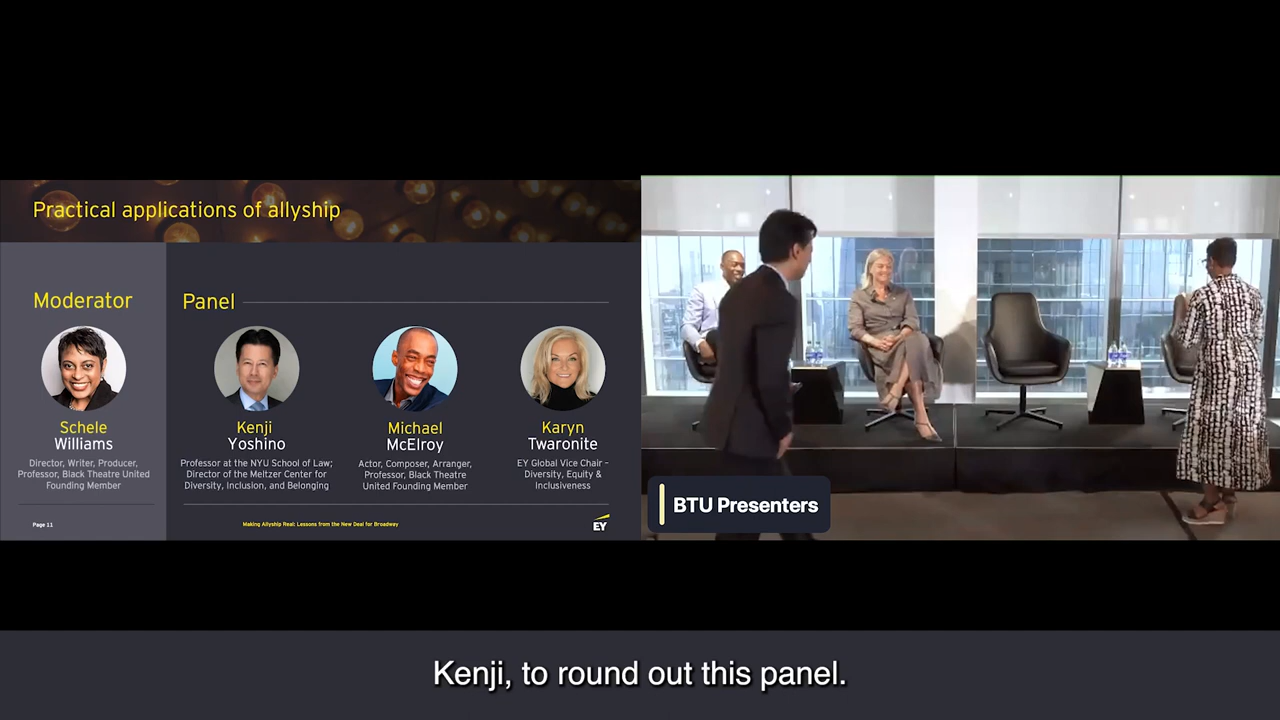 Practical applications of allyship
Moderator
Panel
Schele
Williams
Director, Writer, Producer,
Professor, Black Theatre United
Founding Member
Kenji
Yoshino
Professor at the NYU School of Law;
Director of the Meltzer Center for
Diversity, Inclusion, and Belonging
Michael
McElroy
Actor, Composer, Arranger,
Professor, Black Theatre
United Founding Member
Karyn
Twaronite
EY Global Vice Chair –
Diversity, Equity &
Inclusiveness
Page 11
Making Allyship Real: Lessons from the New Deal for Broadway
EY
BTU Presenters
Kenji, to round out this panel.